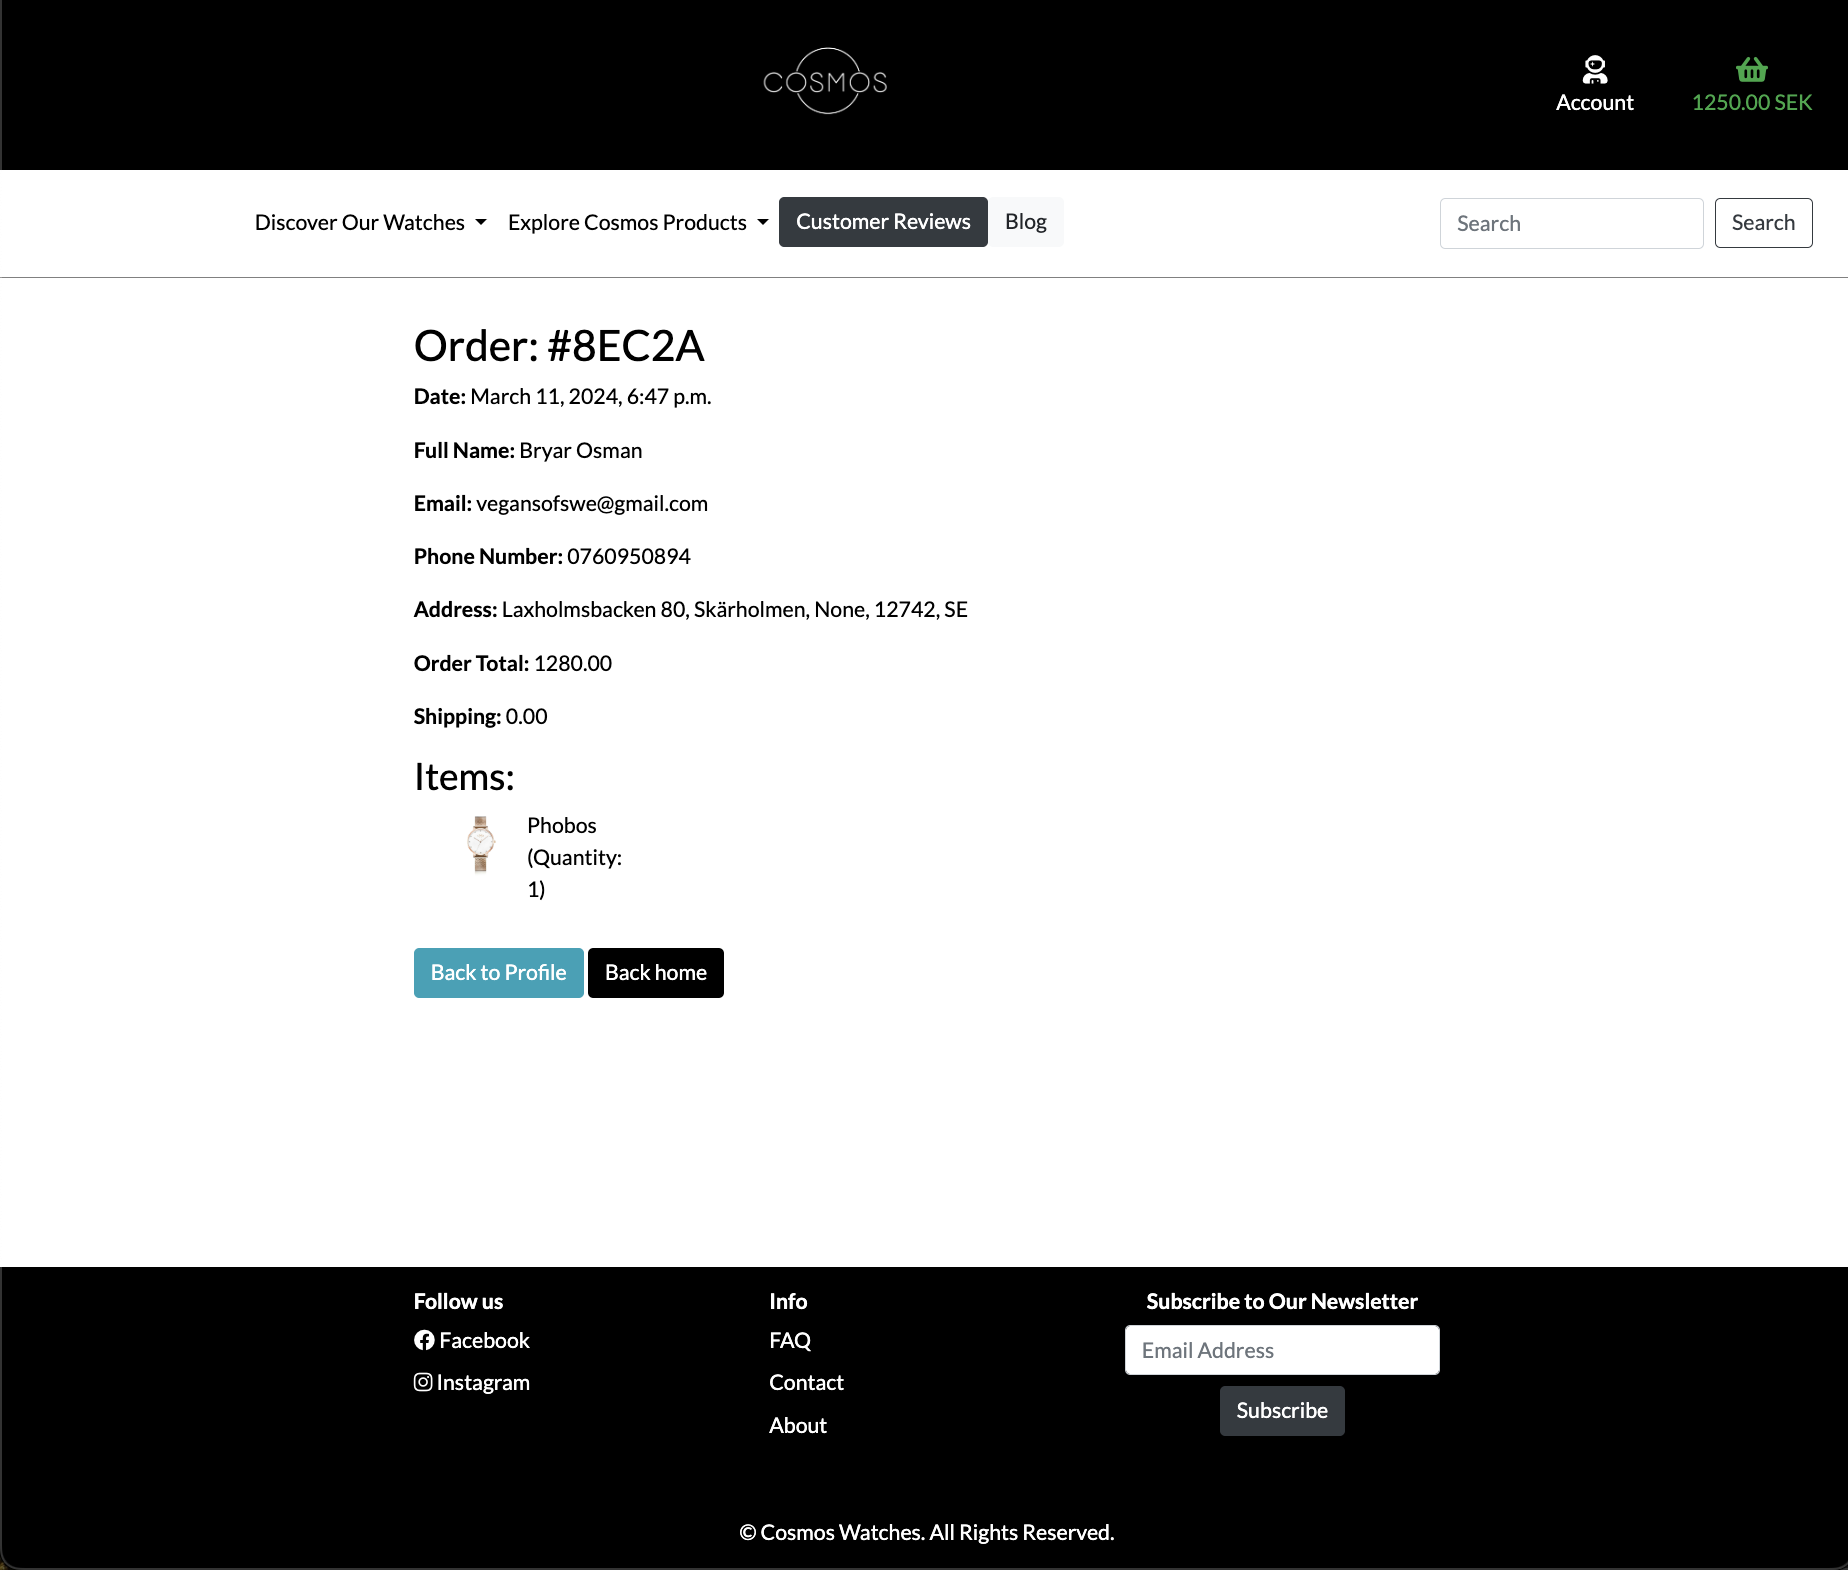 COSMOS
Account
1250.00 SEK
Discover Our Watches
Explore Cosmos Products
Customer Reviews
Blog
Search
Search
Order: #8EC2A
Date: March 11, 2024, 6:47 p.m.
Full Name: Bryar Osman
Email: vegansofswe@gmail.com
Phone Number: 0760950894
Address: Laxholmsbacken 80, Skärholmen, None, 12742, SE
Order Total: 1280.00
Shipping: 0.00
Items:
Phobos
(Quantity:
1)
Back to Profile
Back home
Follow us
Facebook
Instagram
Info
FAQ
Contact
About
Subscribe to Our Newsletter
Email Address
Subscribe
© Cosmos Watches. All Rights Reserved.